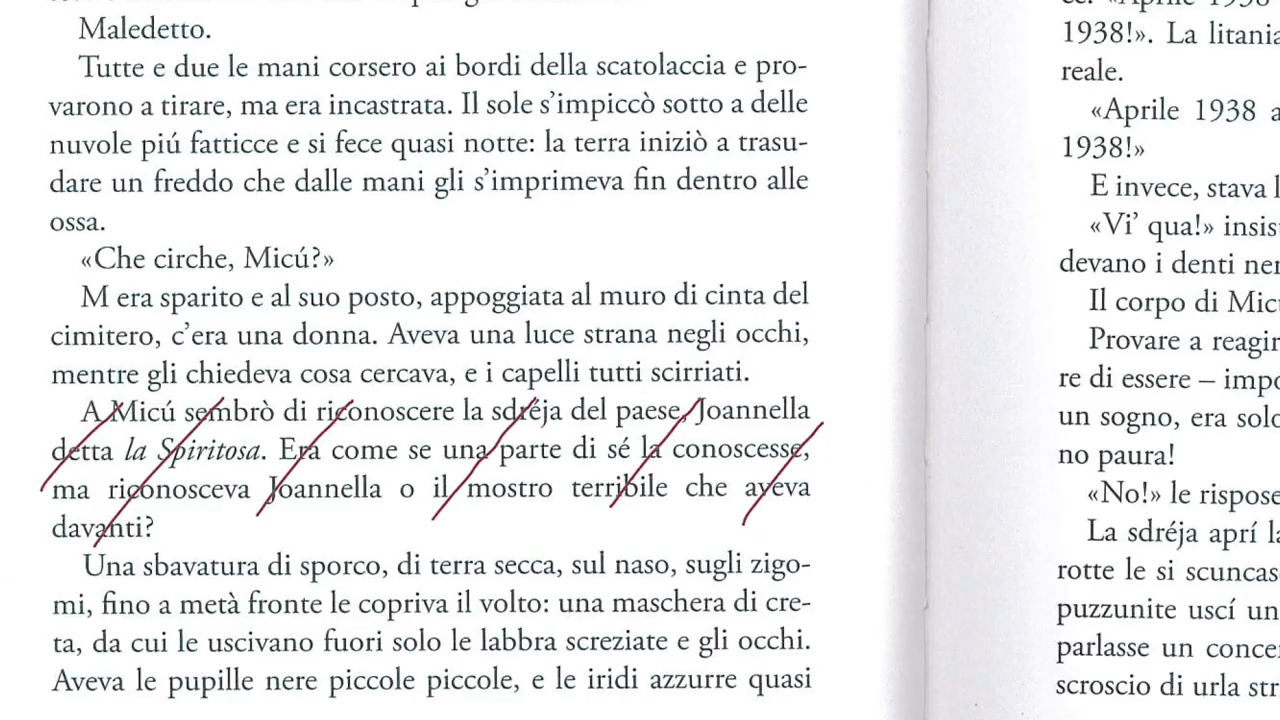 Maledetto.
Tutte e due le mani corsero ai bordi della scatolaccia e pro-
varono a tirare, ma era incastrata. Il sole s’impiccò sotto a delle
nuvole piú fatticce e si fece quasi notte: la terra iniziò a trasu-
dare un freddo che dalle mani gli s’imprimeva fin dentro alle
ossa.
«Che cirche, Micú?»
M era sparito e al suo posto, appoggiata al muro di cinta del
cimitero, c’era una donna. Aveva una luce strana negli occhi,
mentre gli chiedeva cosa cercava, e i capelli tutti scirriati.
A Micú sembrò di riconoscere la sdréja del paese, Joannella
detta la Spiritosa. Era come se una parte di sé la conoscesse,
ma riconosceva Joannella o il mostro terribile che aveva
davanti?
Una sbavatura di sporco, di terra secca, sul naso, sugli zigo-
mi, fino a metà fronte le copriva il volto: una maschera di cre-
ta, da cui le uscivano fuori solo le labbra screziate e gli occhi.
Aveva le pupille nere piccole piccole, e le iridi azzurre quasi
1938!». La litania
reale.
«Aprile 1938 a
1938!»
E invece, stava l
«Vi’ qua!» insis
devano i denti ner
Il corpo di Mic
Provare a reagir
re di essere – impo
un sogno, era solo
no paura!
«No!» le rispose
La sdréja aprí la
rotte le si scuncas
puzzunite uscí un
parlasse un conce
scroscio di urla str